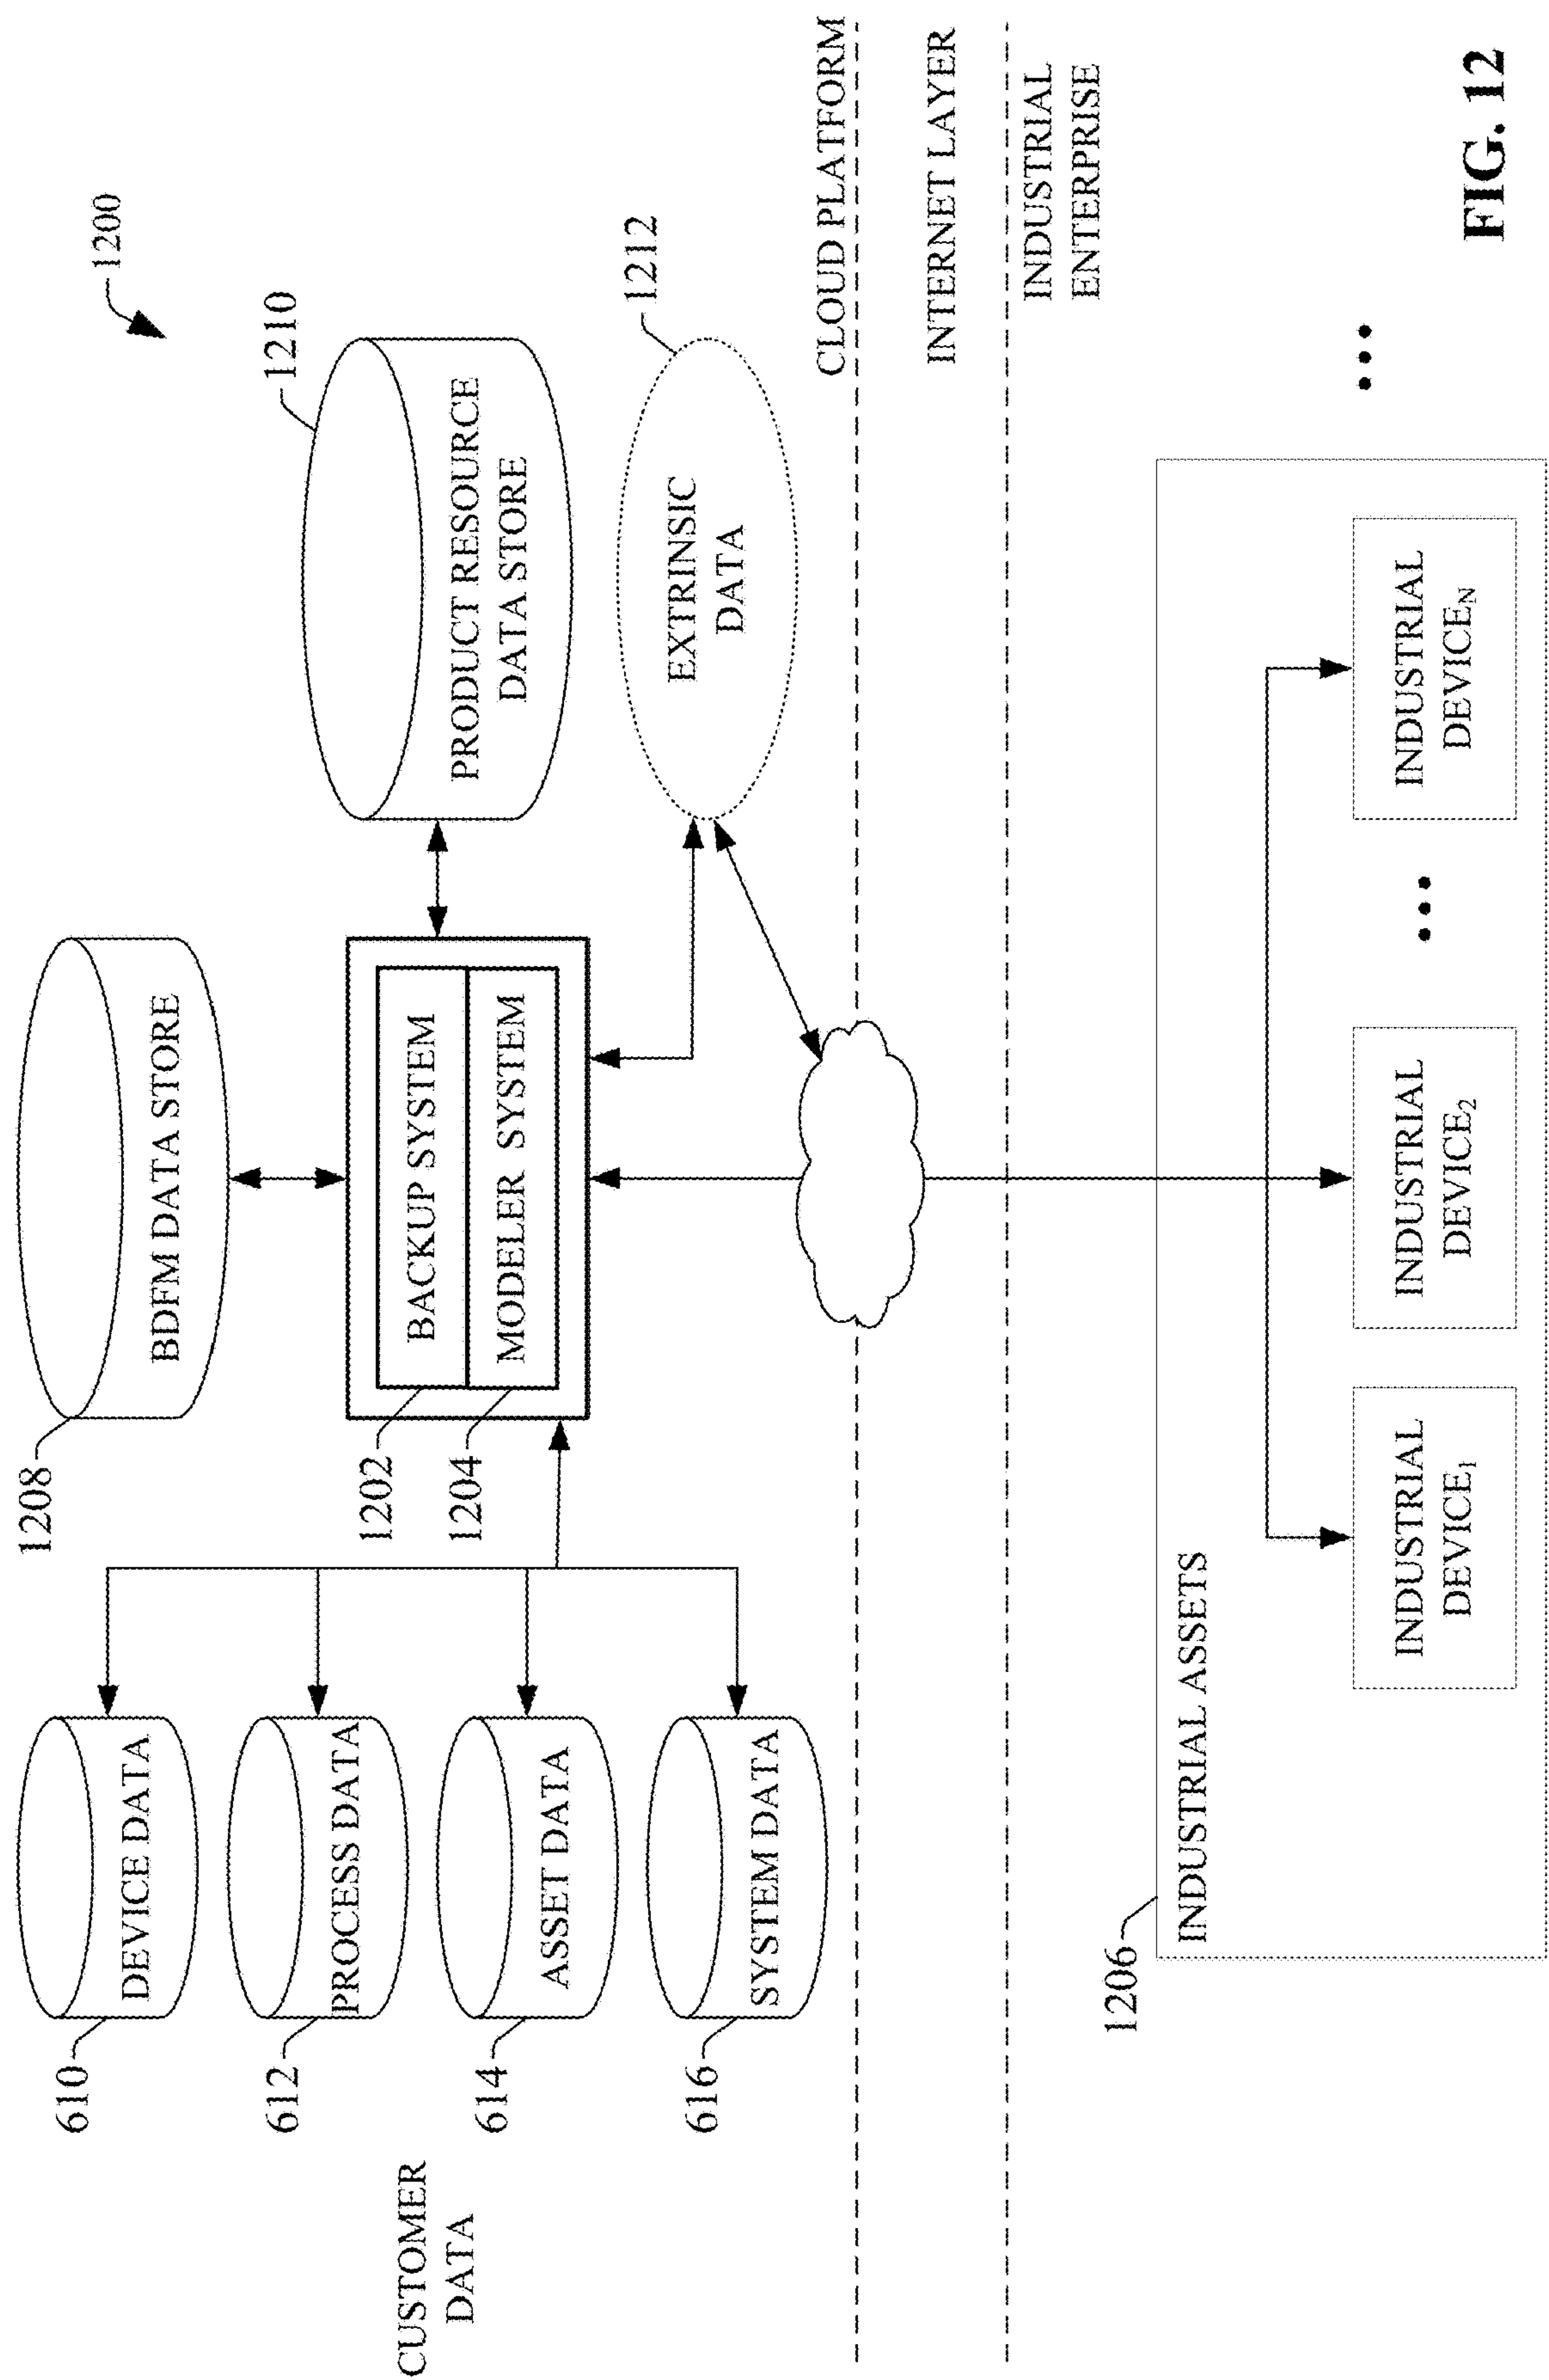 1200
1208
BDFM DATA STORE
1210
PRODUCT RESOURCE
DATA STORE
610
DEVICE DATA
612
PROCESS DATA
614
ASSET DATA
616
SYSTEM DATA
CUSTOMER
DATA
1202
BACKUP SYSTEM
1204
MODELER SYSTEM
1212
EXTRINSIC
DATA
CLOUD PLATFORM
INTERNET LAYER
INDUSTRIAL
ENTERPRISE
1206
INDUSTRIAL ASSETS
INDUSTRIAL
DEVICE1
INDUSTRIAL
DEVICE2
...
INDUSTRIAL
DEVICEN
...
FIG. 12